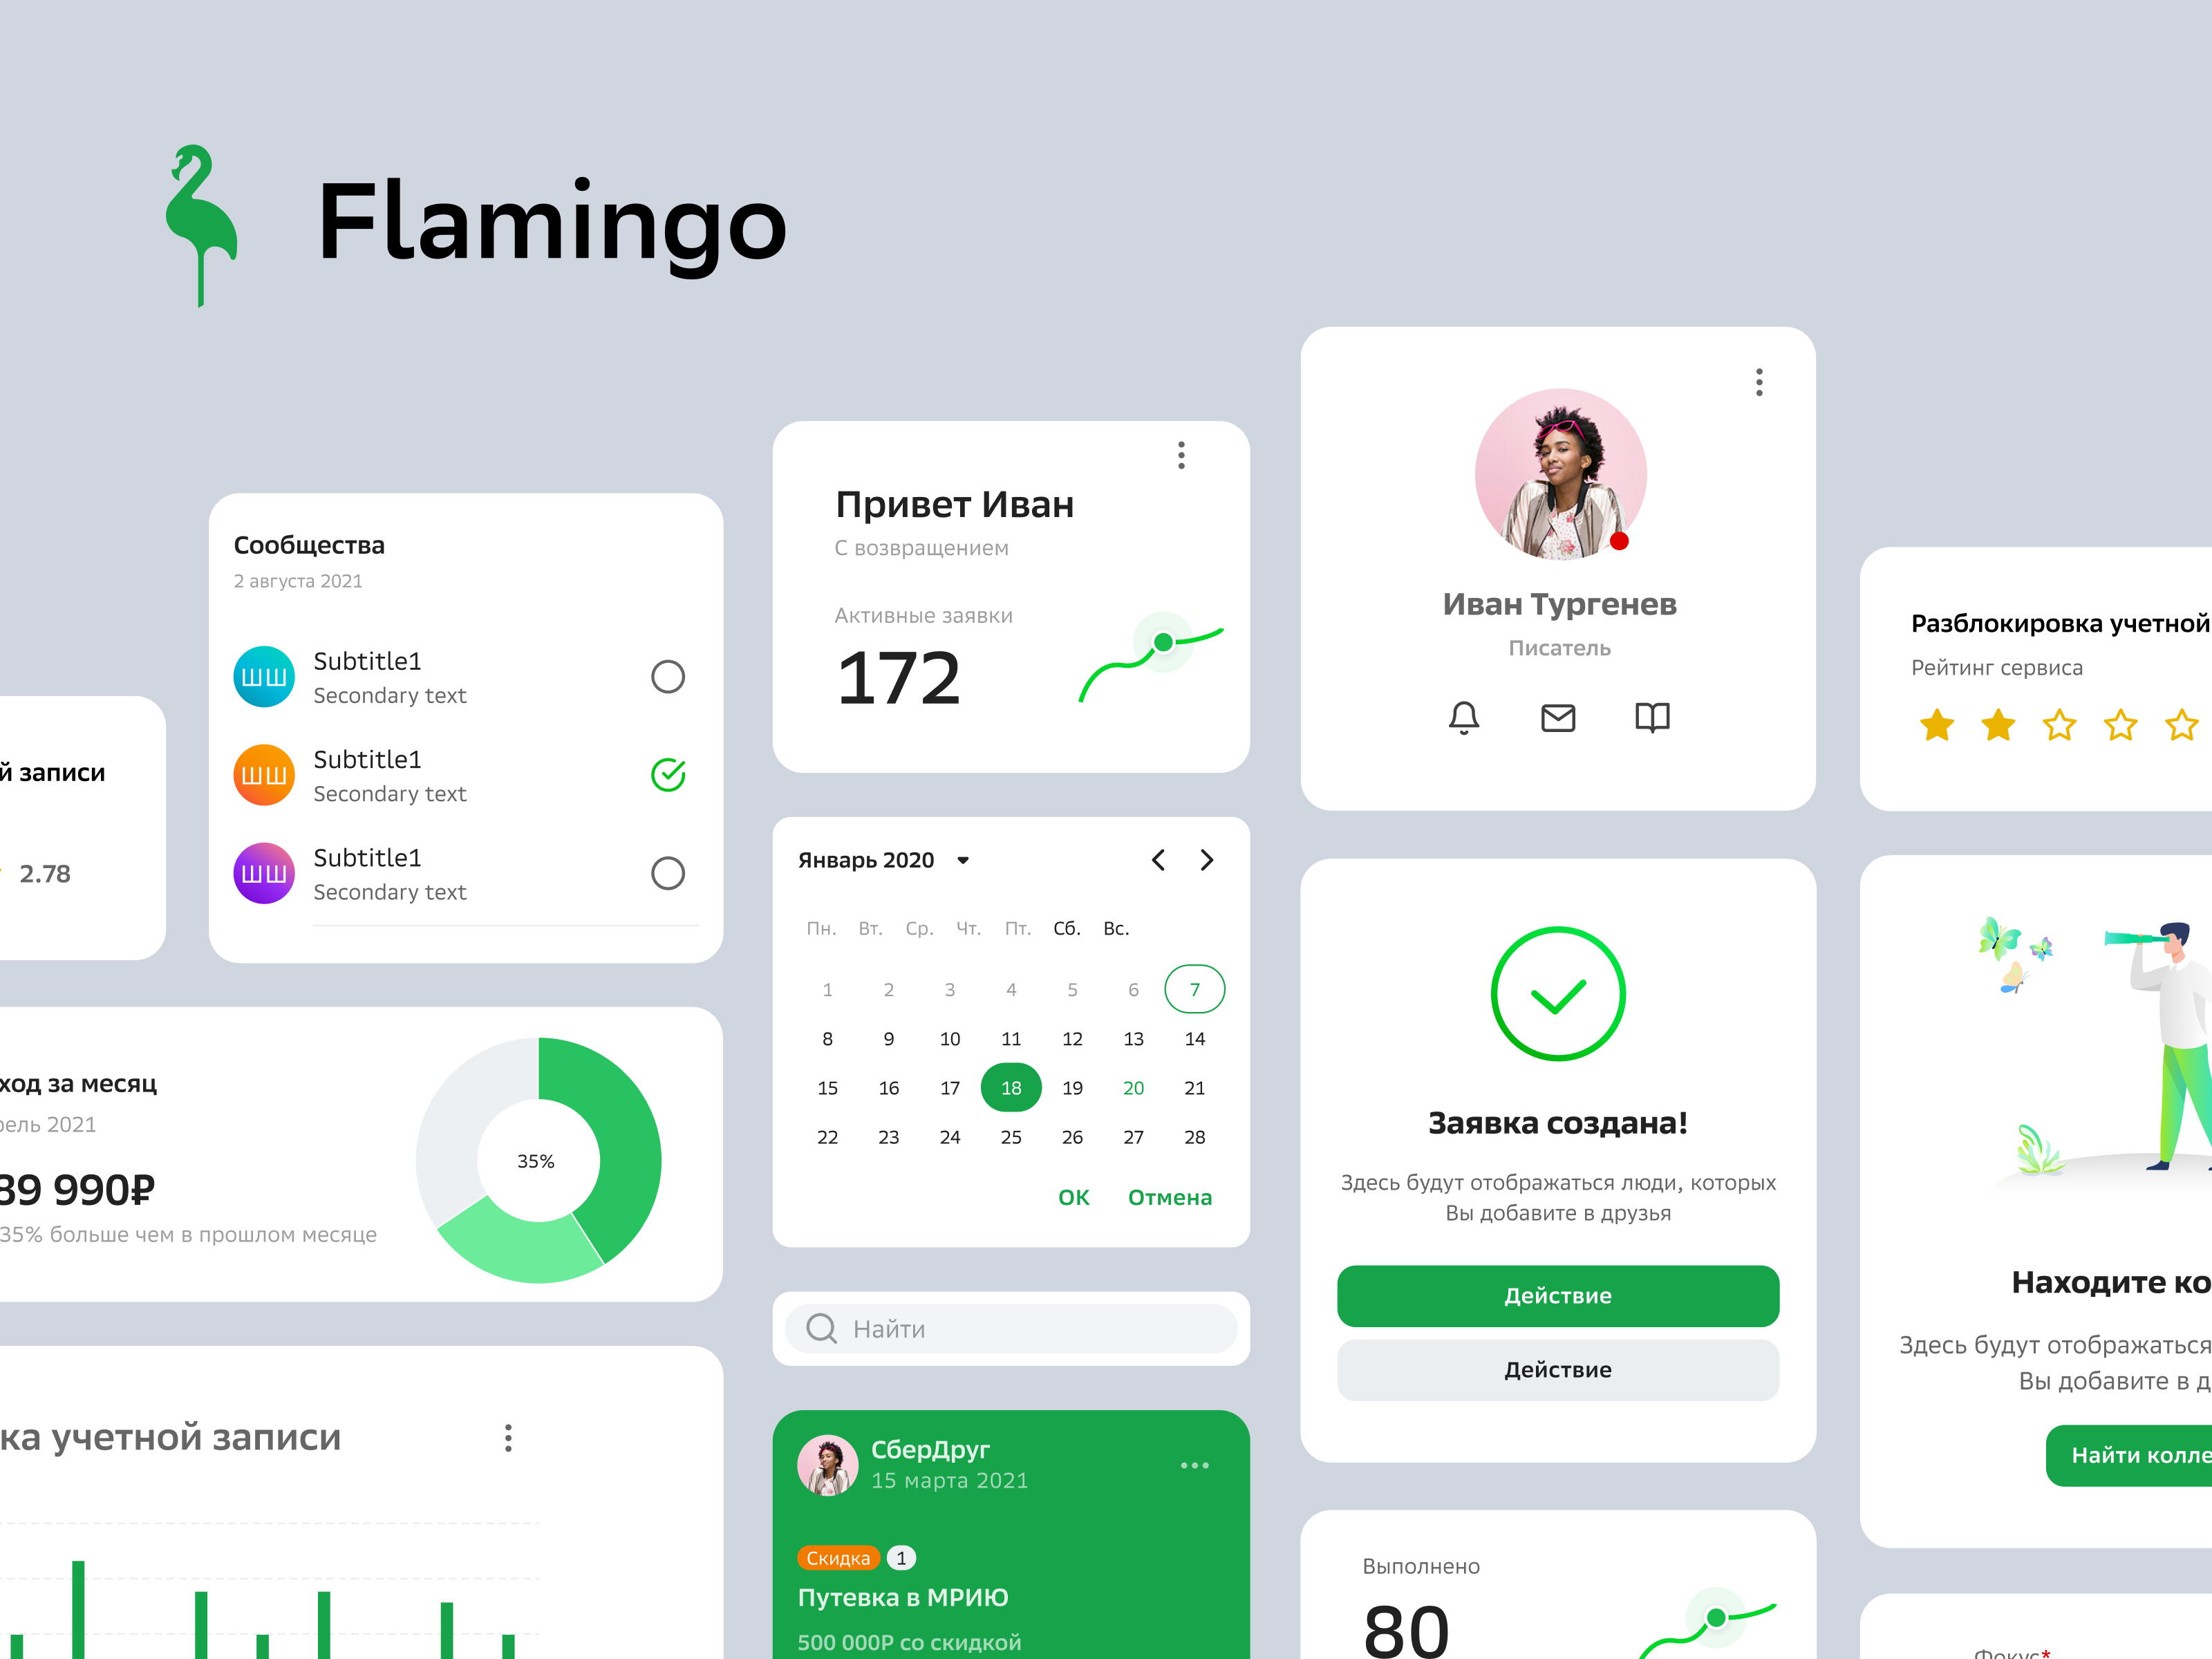 Flamingo
й записи
2.78
Сообщества
2 августа 2021
ШШ
Subtitle1
Secondary text
ШШ
Subtitle1
Secondary text
ШШ
Subtitle1
Secondary text
ход за месяц
рель 2021
89 990₽
35% больше чем в прошлом месяце
35%
ка учетной записи
Привет Иван
С возвращением
Активные заявки
172
Январь 2020
Пн. Вт. Ср. Чт. Пт. Сб. Вс.
1 2 3 4 5 6 7
8 9 10 11 12 13 14
15 16 17 18 19 20 21
22 23 24 25 26 27 28
ОК Отмена
Найти
СберДруг
15 марта 2021
Скидка 1
Путевка в МРИЮ
500 000Р со скидкой
Иван Тургенев
Писатель
Заявка создана!
Здесь будут отображаться люди, которых
Вы добавите в друзья
Действие
Действие
Выполнено
80
Разблокировка учетной
Рейтинг сервиса
Находите ко
Здесь будут отображаться
Вы добавите в д
Найти колле
Фокус*